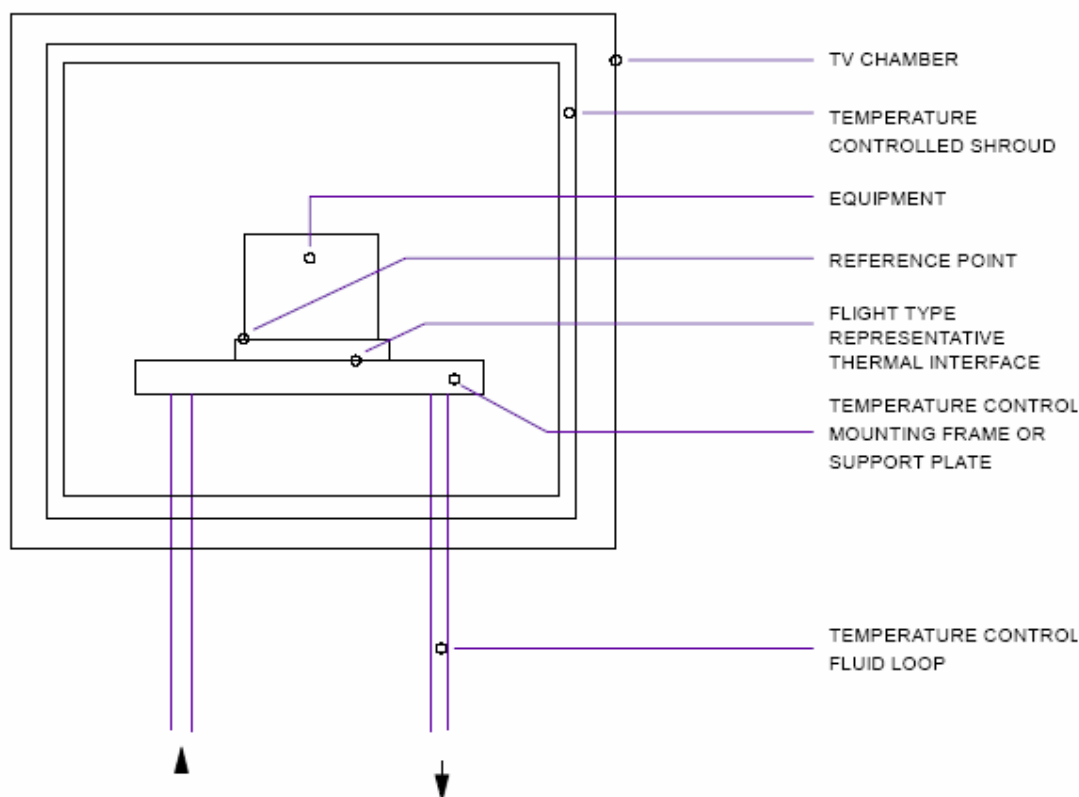 TV CHAMBER
TEMPERATURE
CONTROLLED SHROUD
EQUIPMENT
REFERENCE POINT
FLIGHT TYPE
REPRESENTATIVE
THERMAL INTERFACE
TEMPERATURE CONTROL
MOUNTING FRAME OR
SUPPORT PLATE
TEMPERATURE CONTROL
FLUID LOOP